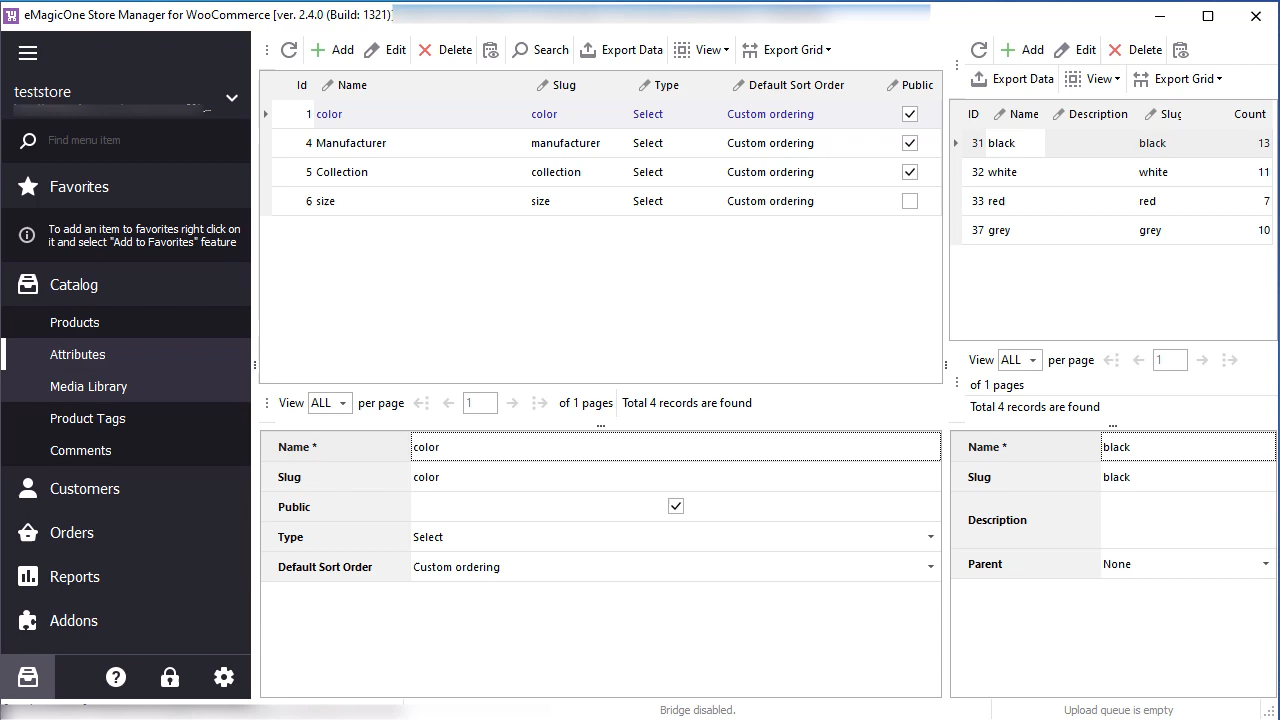 eMagicOne Store Manager for WooCommerce [ver. 2.4.0 (Build: 1321)]
teststore
Find menu item
Favorites
To add an item to favorites right click on
it and select "Add to Favorites" feature
Catalog
Products
Attributes
Media Library
Product Tags
Comments
Customers
Orders
Reports
Addons
Add Edit Delete Search Export Data View Export Grid
Id Name Slug Type Default Sort Order Public
1 color color Select Custom ordering
4 Manufacturer manufacturer Select Custom ordering
5 Collection collection Select Custom ordering
6 size size Select Custom ordering
View ALL per page 1 of 1 pages Total 4 records are found
Name * color
Slug color
Public
Type Select
Default Sort Order Custom ordering
Add Edit Delete
Export Data View Export Grid
ID Name Description Slug Count
31 black black 13
32 white white 11
33 red red 7
37 grey grey 10
View ALL per page 1
of 1 pages
Total 4 records are found
Name * black
Slug black
Description
Parent None
Bridge disabled. Upload queue is empty